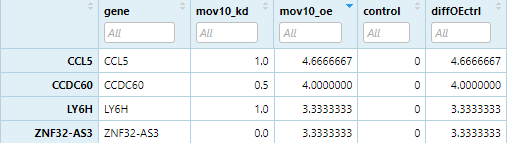 gene mov10_kd mov10_oe control diffOEctrl
All All All All All
CCL5 CCL5 1.0 4.6666667 0 4.6666667
CCDC60 CCDC60 0.5 4.0000000 0 4.0000000
LY6H LY6H 1.0 3.3333333 0 3.3333333
ZNF32-AS3 ZNF32-AS3 0.0 3.3333333 0 3.3333333